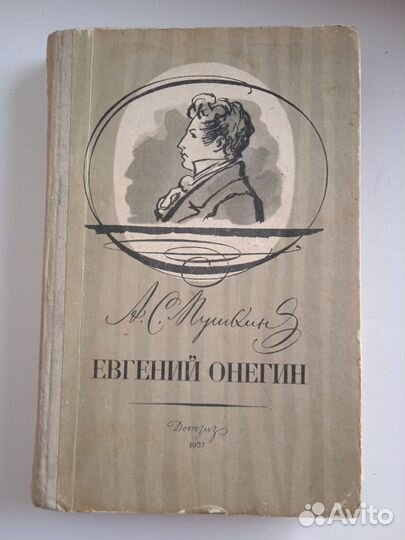 А. С. Пушкин
ЕВГЕНИЙ ОНЕГИН
Детгиз
1957
Avito